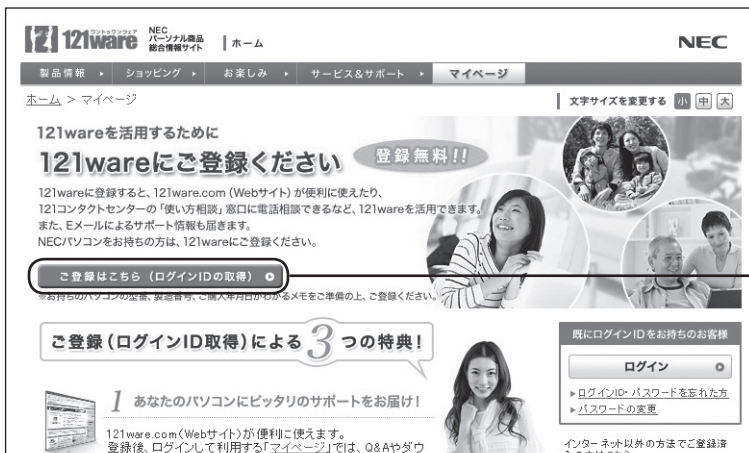 121ware
ワントゥワンウェア
NEC
パーソナル商品
総合情報サイト
ホーム
NEC
製品情報
ショッピング
お楽しみ
サービス&サポート
マイページ
ホーム > マイページ
文字サイズを変更する 小 中 大
121wareを活用するために
121wareにご登録ください
登録無料!!
121wareに登録すると、121ware.com(Webサイト)が便利に使えたり、
121コンタクトセンターの「使い方相談」窓口に電話相談できるなど、121wareを活用できます。
また、Eメールによるサポート情報も届きます。
NECパソコンをお持ちの方は、121wareにご登録ください。
ご登録はこちら(ログインIDの取得)
※お持ちのパソコンの型番、製造番号、ご購入年月日がわかるメモをご準備の上、ご登録ください。
ご登録(ログインID取得)による3つの特典!
1 あなたのパソコンにピッタリのサポートをお届け!
121ware.com(Webサイト)が便利に使えます。
登録後、ログインして利用する「マイページ」では、Q&Aやダウ
既にログインIDをお持ちのお客様
ログイン
▶ログインID・パスワードを忘れた方
▶パスワードの変更
インターネット以外の方法でご登録済